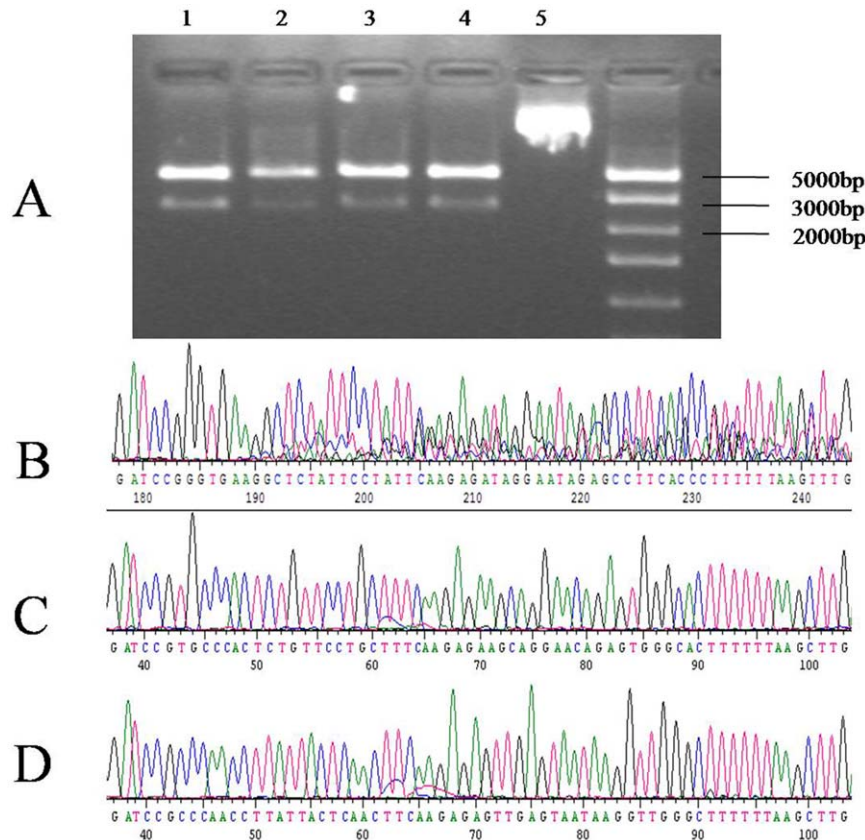 1 2 3 4 5
A
5000bp
3000bp
2000bp
B
GATCCGGGTGAAGGCTCTATTCCTATTCAAGAGATAGGAATAGAGCCTTCACCCTTTTTTAAGTTTG
180 190 200 210 220 230 240
C
GATCCGTGCCCACTCTGTTCCTGCTTTCAAGAGAAGCAGGAACAGAGTGGGCACTTTTTTAAGCTTG
40 50 60 70 80 90 100
D
GATCCGCCCAACCTTATTACTCAACTTCAAGAGAGTTGAGTAATAAGGTTGGGCTTTTTTAAGCTTG
40 50 60 70 80 90 100